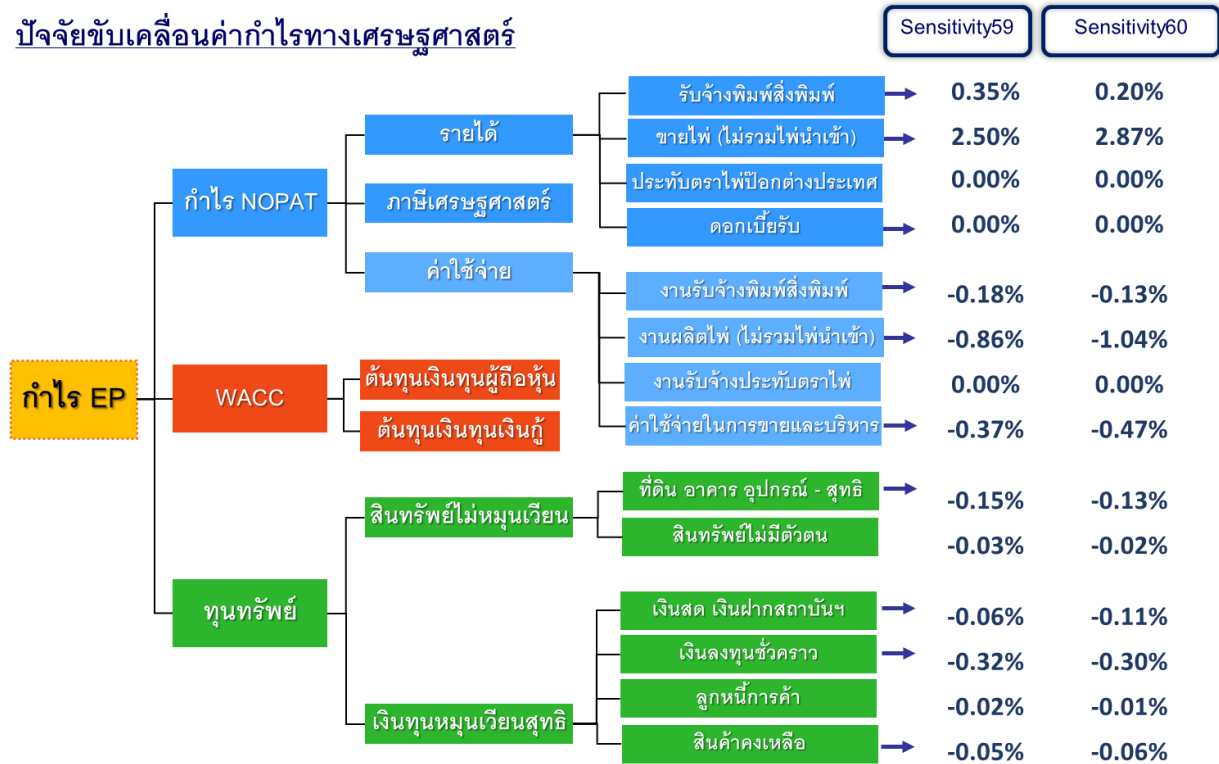 ปัจจัยขับเคลื่อนค่ากำไรทางเศรษฐศาสตร์
Sensitivity59 Sensitivity60
รับจ้างพิมพ์สิ่งพิมพ์ 0.35% 0.20%
รายได้
ขายไพ่ (ไม่รวมไพ่นำเข้า) 2.50% 2.87%
ประทับตราไพ่ป๊อกต่างประเทศ 0.00% 0.00%
กำไร NOPAT
ภาษีเศรษฐศาสตร์
ดอกเบี้ยรับ 0.00% 0.00%
ค่าใช้จ่าย
งานรับจ้างพิมพ์สิ่งพิมพ์ -0.18% -0.13%
งานผลิตไพ่ (ไม่รวมไพ่นำเข้า) -0.86% -1.04%
งานรับจ้างประทับตราไพ่ 0.00% 0.00%
ค่าใช้จ่ายในการขายและบริหาร -0.37% -0.47%
กำไร EP
WACC
ต้นทุนเงินทุนผู้ถือหุ้น
ต้นทุนเงินทุนเงินกู้
ที่ดิน อาคาร อุปกรณ์ - สุทธิ -0.15% -0.13%
สินทรัพย์ไม่หมุนเวียน
สินทรัพย์ไม่มีตัวตน -0.03% -0.02%
ทุนทรัพย์
เงินสด เงินฝากสถาบันฯ -0.06% -0.11%
เงินลงทุนชั่วคราว -0.32% -0.30%
ลูกหนี้การค้า -0.02% -0.01%
เงินทุนหมุนเวียนสุทธิ
สินค้าคงเหลือ -0.05% -0.06%